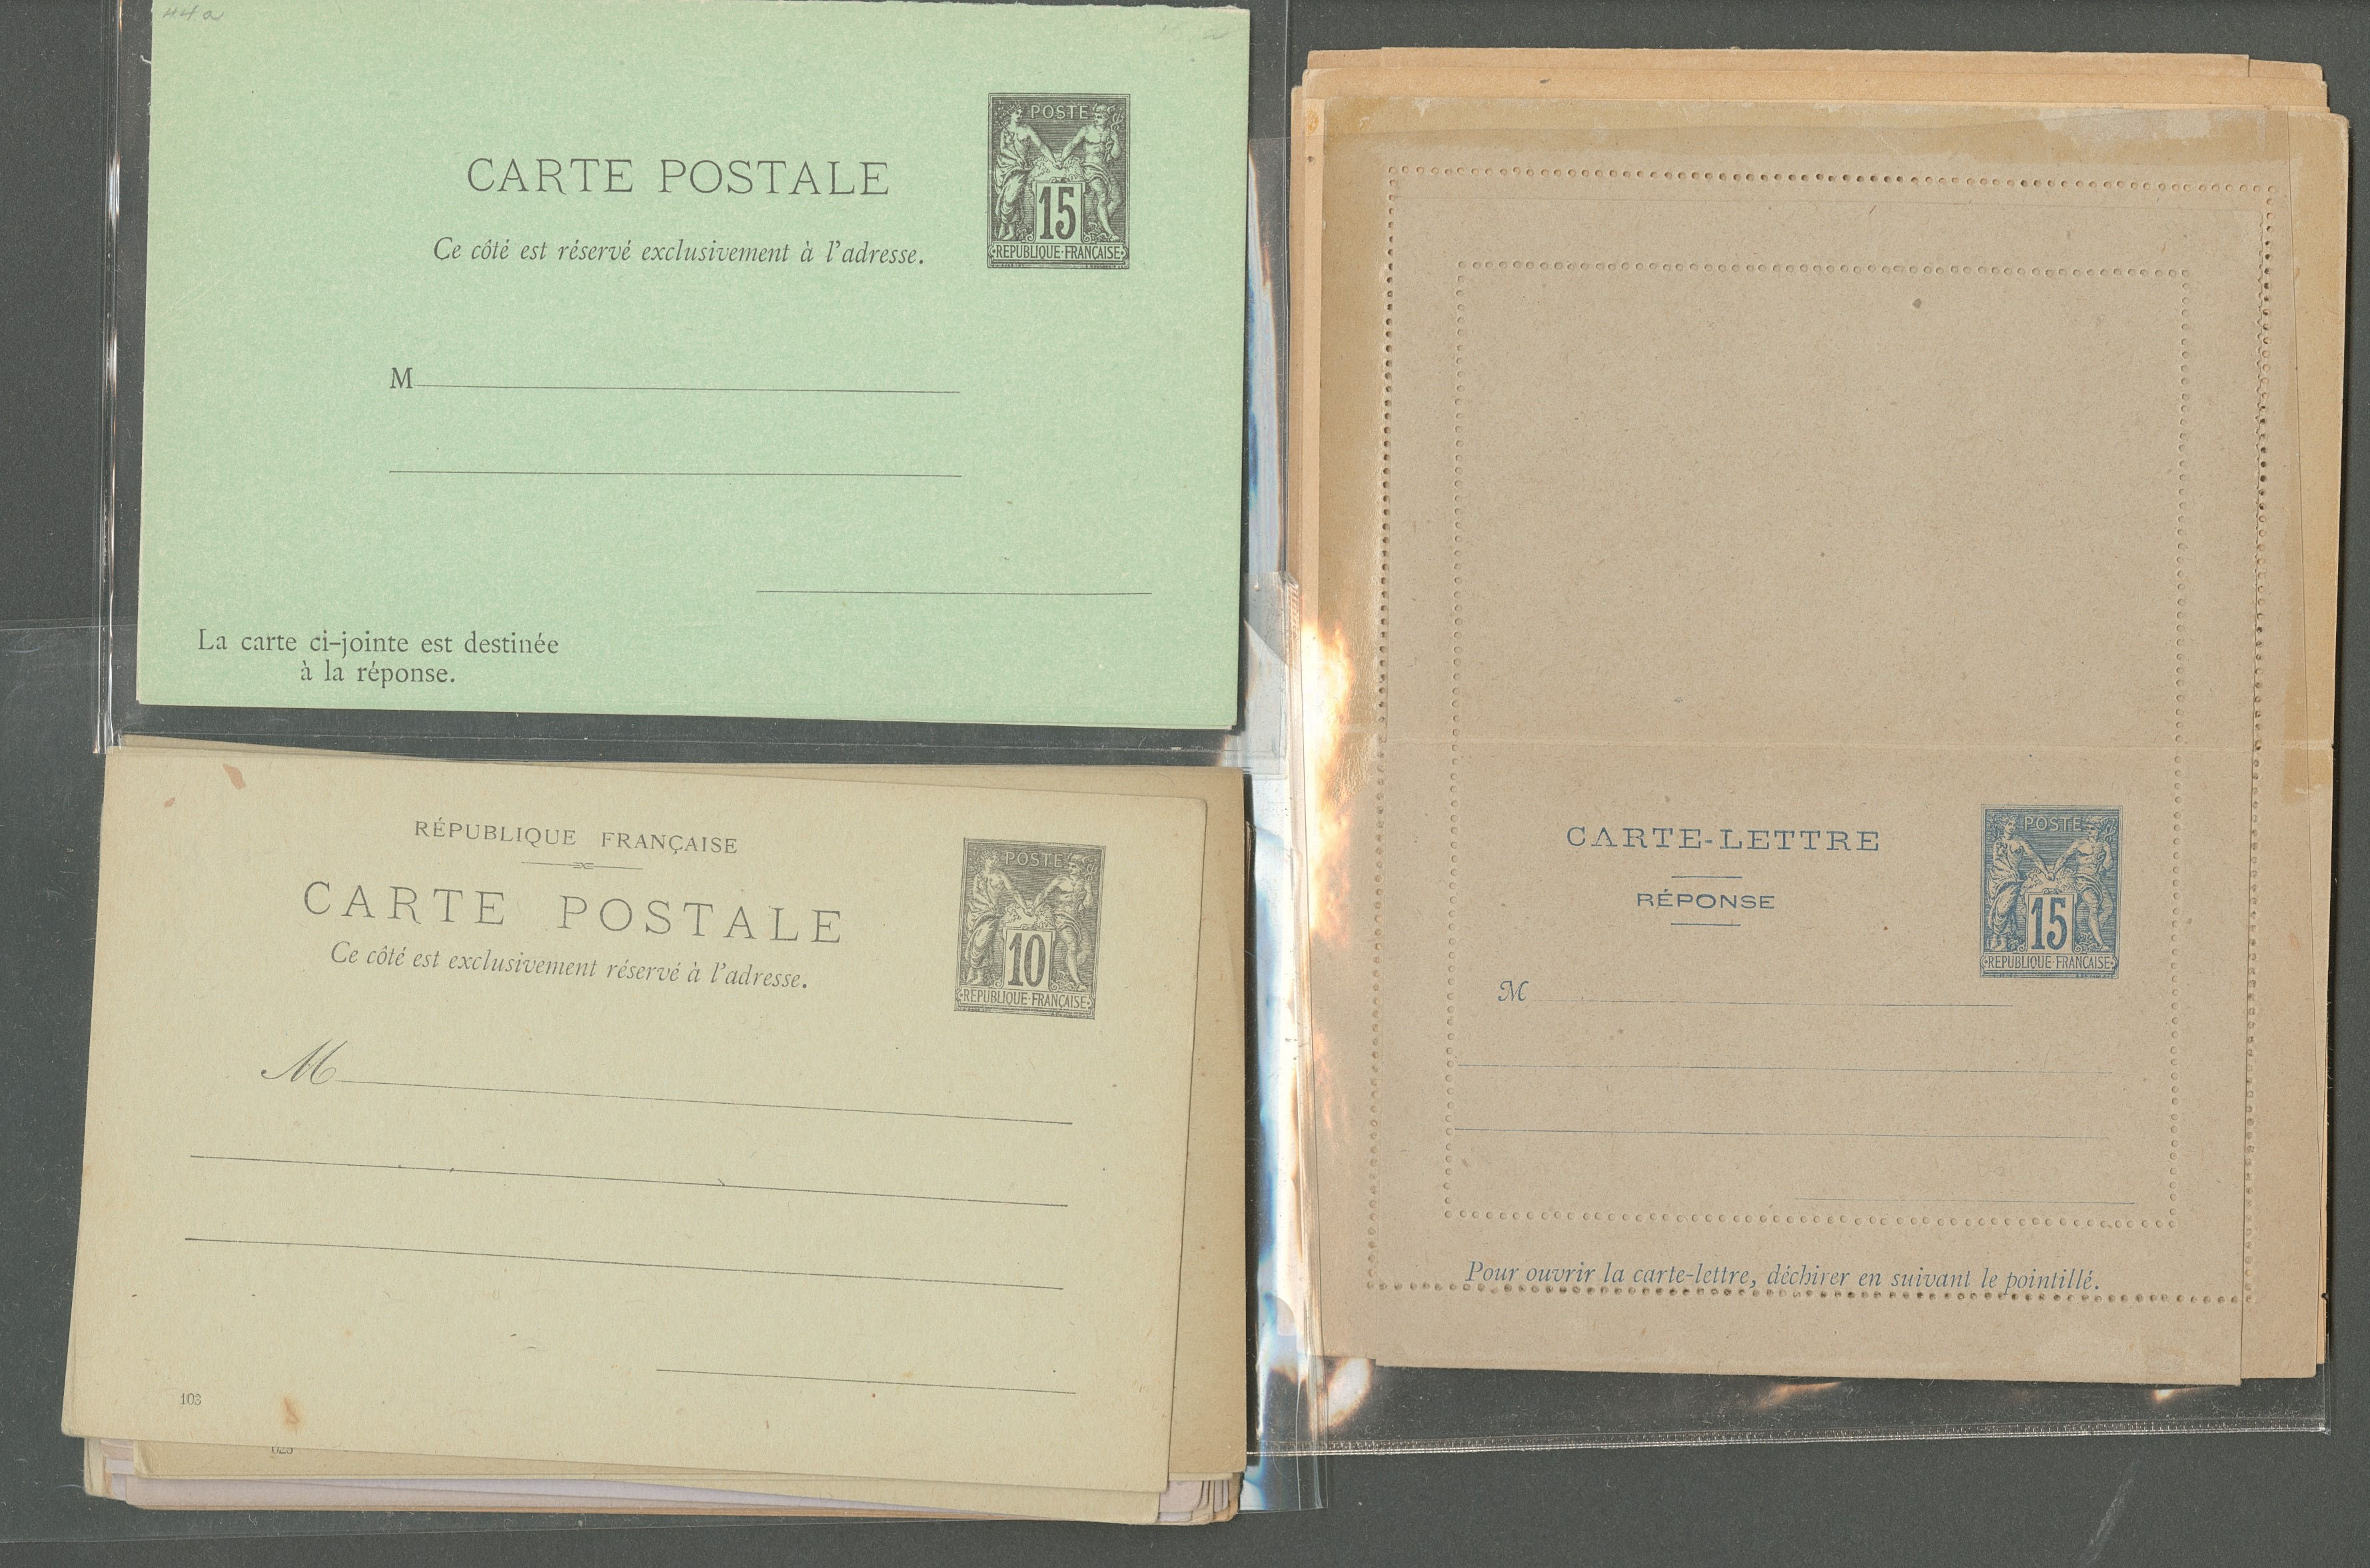 44a
CARTE POSTALE
Ce côté est réservé exclusivement à l'adresse.
POSTE
15
REPUBLIQUE FRANÇAISE
M
La carte ci-jointe est destinée
à la réponse.
RÉPUBLIQUE FRANÇAISE
CARTE POSTALE
Ce côté est exclusivement réservé à l'adresse.
POSTE
10
REPUBLIQUE FRANÇAISE
M
103
CARTE-LETTRE
RÉPONSE
POSTE
15
REPUBLIQUE FRANÇAISE
M
Pour ouvrir la carte-lettre, déchirer en suivant le pointillé.